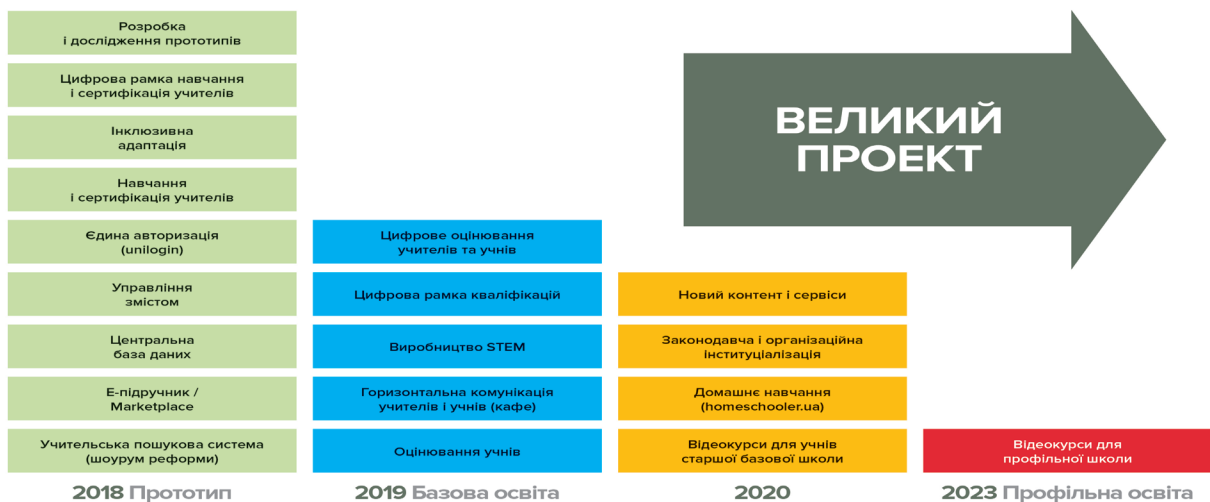 Розробка
і дослідження прототипів
Цифрова рамка навчання
і сертифікація учителів
Інклюзивна
адаптація
Навчання
і сертифікація учителів
Єдина авторизація
(unilogin)
Управління
змістом
Центральна
база даних
Е-підручник /
Marketplace
Учительська пошукова система
(шоурум реформи)
2018 Прототип
Цифрове оцінювання
учителів та учнів
Цифрова рамка кваліфікацій
Виробництво STEM
Горизонтальна комунікація
учителів і учнів (кафе)
Оцінювання учнів
2019 Базова освіта
Новий контент і сервіси
Законодавча і організаційна
інституціалізація
Домашнє навчання
(homeschooler.ua)
Відеокурси для учнів
старшої базової школи
2020
ВЕЛИКИЙ
ПРОЕКТ
Відеокурси для
профільної школи
2023 Профільна освіта